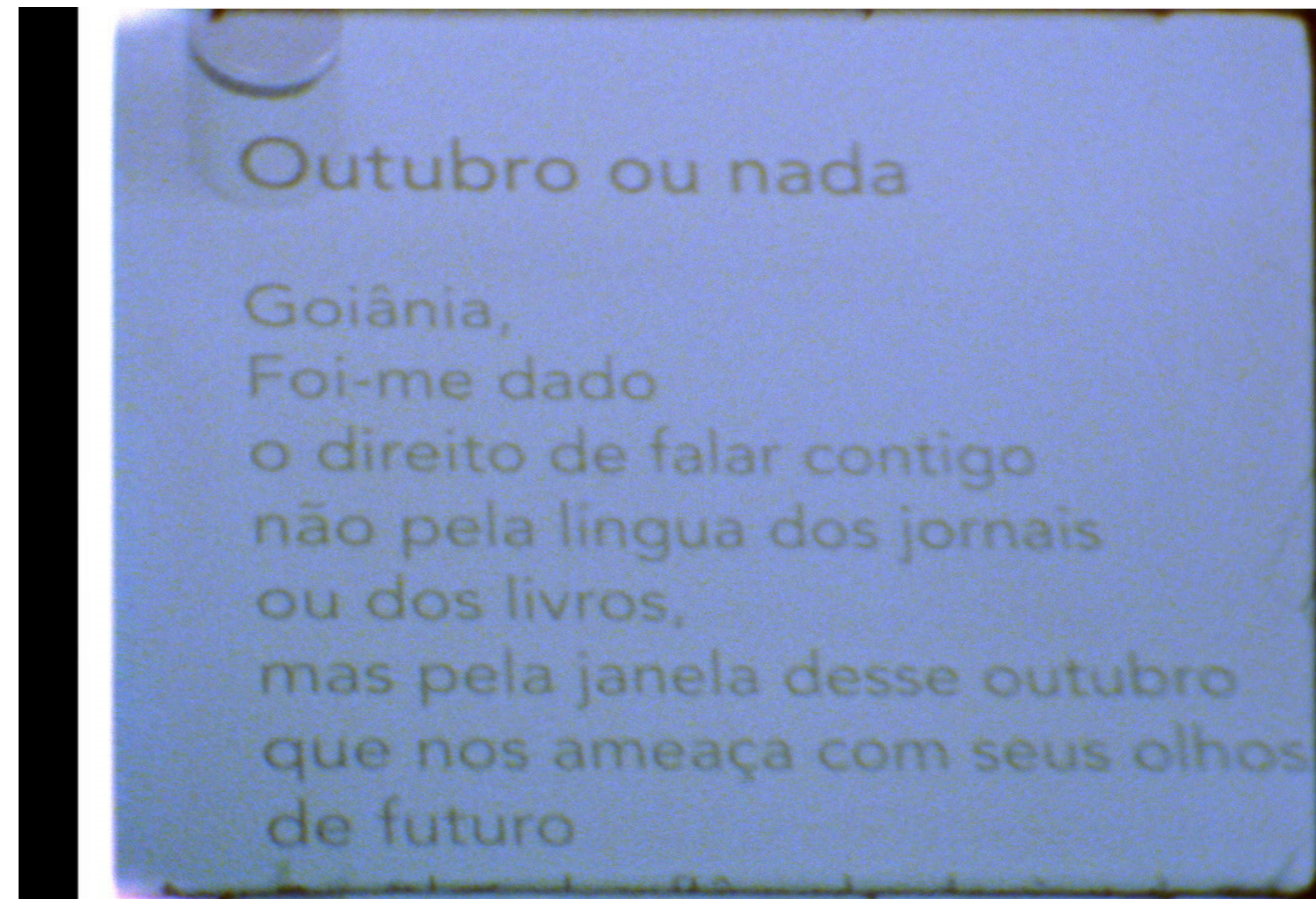 Outubro ou nada
Goiânia,
Foi-me dado
o direito de falar contigo
não pela língua dos jornais
ou dos livros,
mas pela janela desse outubro
que nos ameaça com seus olhos
de futuro